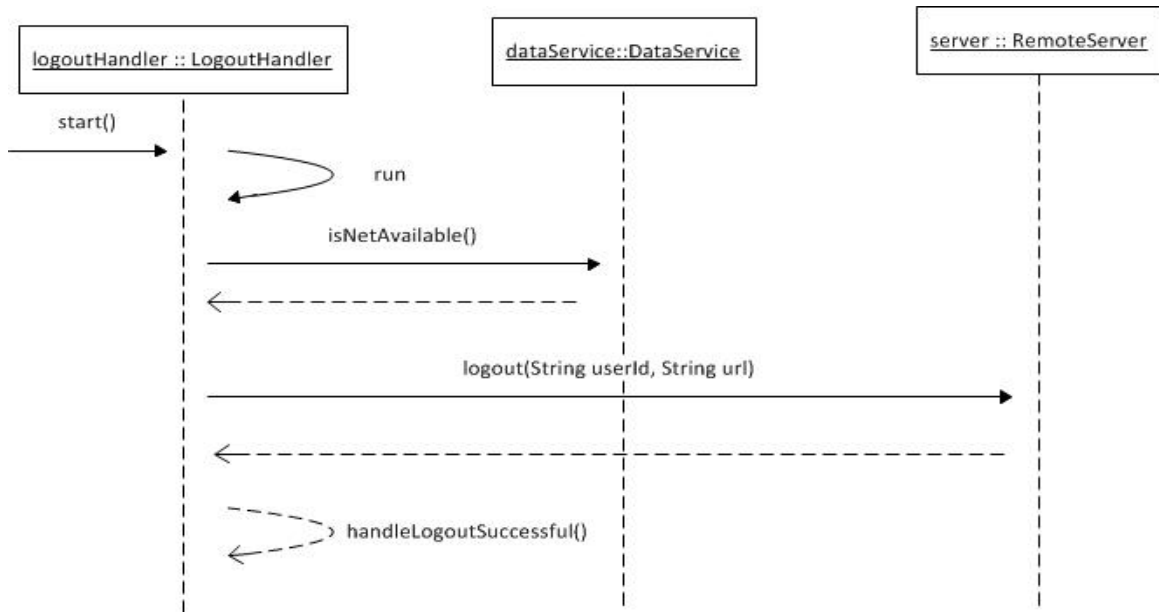 logoutHandler :: LogoutHandler
dataService::DataService
server :: RemoteServer
start()
run
isNetAvailable()
logout(String userId, String url)
handleLogoutSuccessful()